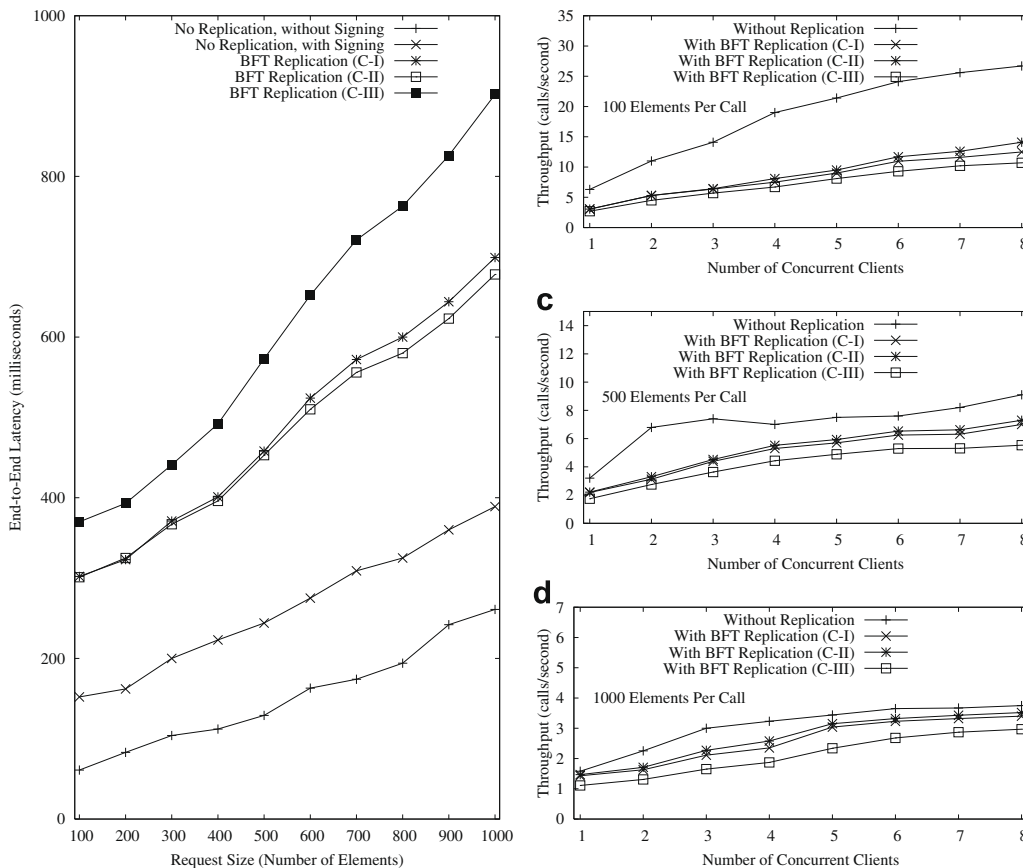 1000
800
600
400
200
0
End-to-End Latency (milliseconds)
No Replication, without Signing
No Replication, with Signing
BFT Replication (C-I)
BFT Replication (C-II)
BFT Replication (C-III)
100 200 300 400 500 600 700 800 900 1000
Request Size (Number of Elements)
35
30
25
20
15
10
5
0
Throughput (calls/second)
Without Replication
With BFT Replication (C-I)
With BFT Replication (C-II)
With BFT Replication (C-III)
100 Elements Per Call
1 2 3 4 5 6 7 8
Number of Concurrent Clients
c
14
12
10
8
6
4
2
0
Throughput (calls/second)
Without Replication
With BFT Replication (C-I)
With BFT Replication (C-II)
With BFT Replication (C-III)
500 Elements Per Call
1 2 3 4 5 6 7 8
Number of Concurrent Clients
d
7
6
5
4
3
2
1
0
Throughput (calls/second)
Without Replication
With BFT Replication (C-I)
With BFT Replication (C-II)
With BFT Replication (C-III)
1000 Elements Per Call
1 2 3 4 5 6 7 8
Number of Concurrent Clients